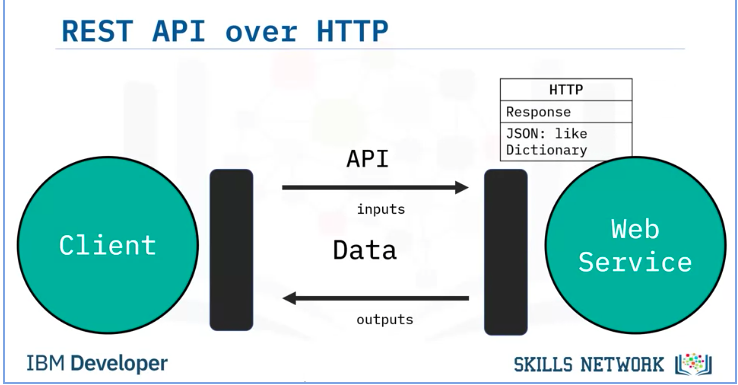 REST API over HTTP
HTTP
Response
JSON: like
Dictionary
API
inputs
Client
Data
Web
Service
outputs
IBM Developer
SKILLS NETWORK